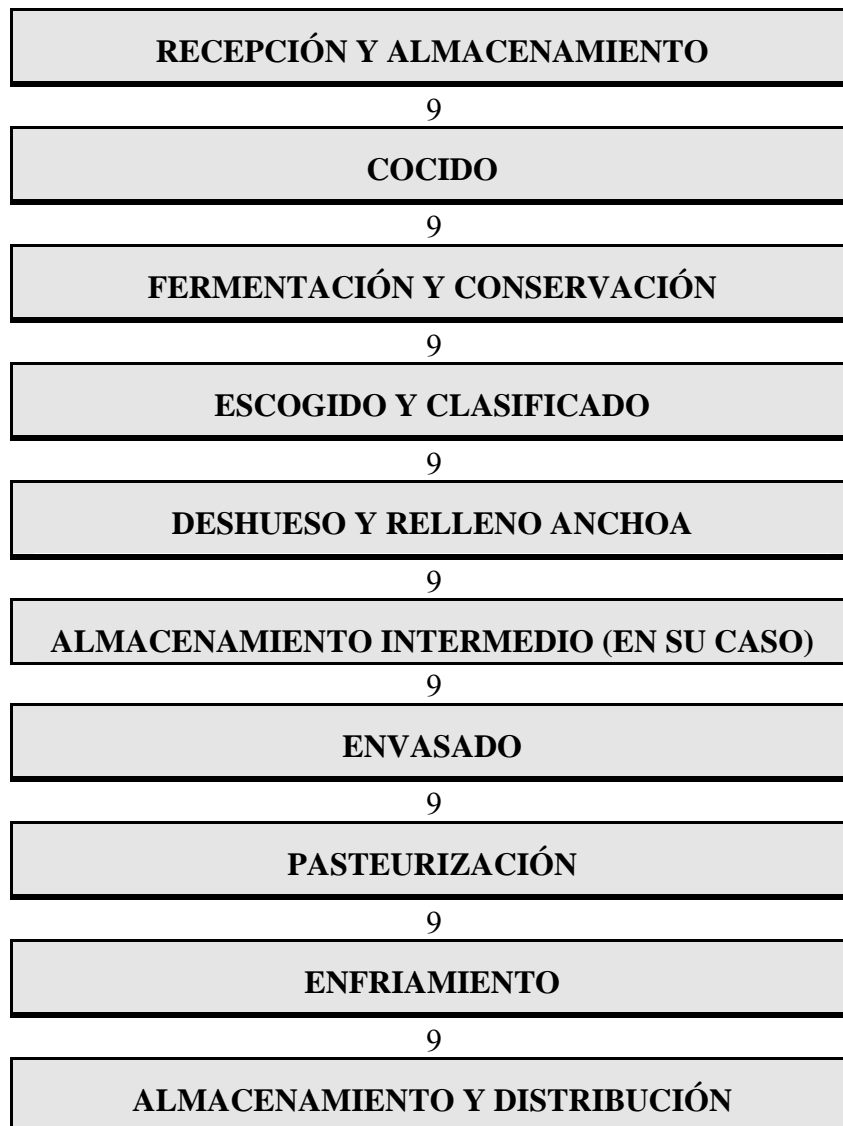 RECEPCIÓN Y ALMACENAMIENTO
9
COCIDO
9
FERMENTACIÓN Y CONSERVACIÓN
9
ESCOGIDO Y CLASIFICADO
9
DESHUESO Y RELLENO ANCHOA
9
ALMACENAMIENTO INTERMEDIO (EN SU CASO)
9
ENVASADO
9
PASTEURIZACIÓN
9
ENFRIAMIENTO
9
ALMACENAMIENTO Y DISTRIBUCIÓN